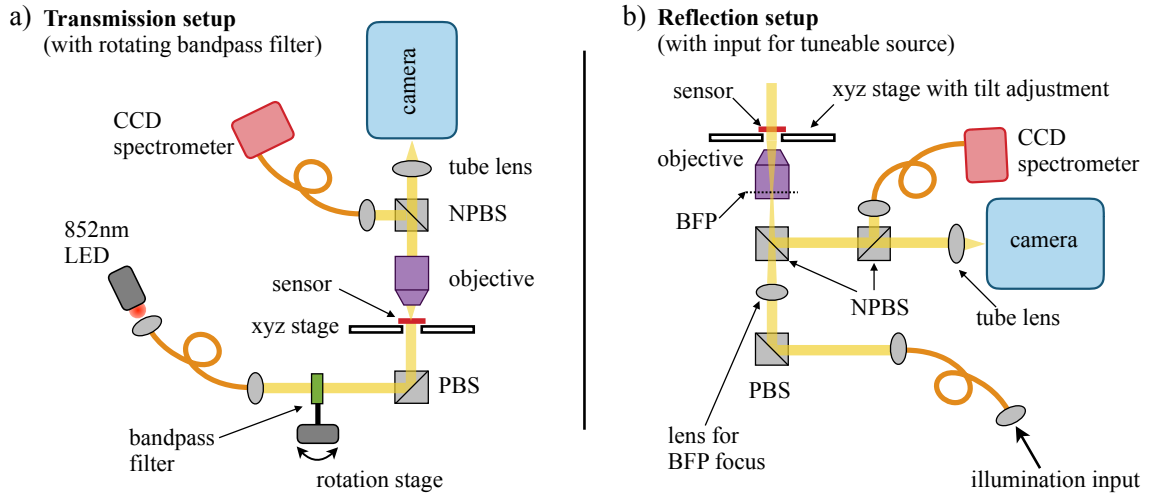 a) Transmission setup
(with rotating bandpass filter)
camera
CCD
spectrometer
tube lens
NPBS
852nm
LED
objective
sensor
xyz stage
PBS
bandpass
filter
rotation stage
b) Reflection setup
(with input for tuneable source)
sensor
xyz stage with tilt adjustment
CCD
spectrometer
objective
BFP
camera
NPBS
tube lens
PBS
lens for
BFP focus
illumination input